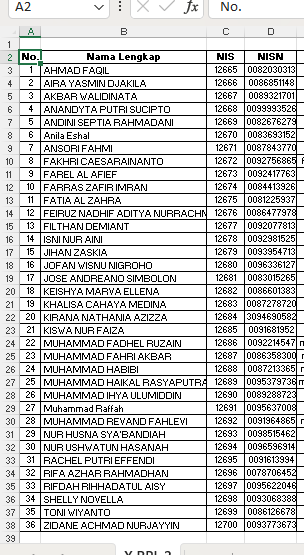 A2 fx No.
A B C D
1
2 No. Nama Lengkap NIS NISN
3 1 AHMAD FAQIL 12665 0082030313
4 2 AIRA YASMIN DJAKILA 12666 0086851148
5 3 AKBAR WALIDINATA 12667 0089321701
6 4 ANANDYTA PUTRI SUCIPTO 12668 0099993526
7 5 ANDINI SEPTIA RAHMADANI 12669 0082676279
8 6 Anila Eshal 12670 0083693152
9 7 ANSORI FAHMI 12671 0087843770
10 8 FAKHRI CAESARAINANTO 12672 0092756865
11 9 FAREL AL AFIEF 12673 0092417763
12 10 FARRAS ZAFIR IMRAN 12674 0084413926
13 11 FATIA AL ZAHRA 12675 0081225937
14 12 FEIRUZ NADHIF ADITYA NURRACHM 12676 0086477978
15 13 FILTHAN DEMIANT 12677 0092077813
16 14 ISNI NUR AINI 12678 0092981525
17 15 JIHAN ZASKIA 12679 0093954713
18 16 JOFAN WISNU NIGROHO 12680 0096336127
19 17 JOSE ANDREANO SIMBOLON 12681 0083015265
20 18 KEISHYA MARYA ELLENA 12682 0086601383
21 19 KHALISA CAHAYA MEDINA 12683 0087278720
22 20 KIRANA NATHANIA AZIZZA 12684 3094690582
23 21 KISWA NUR FAIZA 12685 0091681952
24 22 MUHAMMAD FADHEL RUZAIN 12686 0092214547
25 23 MUHAMMAD FAHRI AKBAR 12687 0086358300
26 24 MUHAMMAD HABIBI 12688 0087213365
27 25 MUHAMMAD HAIKAL RASYAPUTRA 12689 0095379736
28 26 MUHAMMAD IHYA ULUMIDDIN 12690 0089288723
29 27 Muhammad Raffah 12691 0095637008
30 28 MUHAMMAD REVAND FAHLEVI 12692 0091964865
31 29 NUR HUSNA SYA'BANDIAH 12693 0098515462
32 30 NUR USHWATUN HASANAH 12694 0096596914
33 31 RACHEL PUTRI EFFENDI 12695 0091613994
34 32 RIFA AZHAR RAHMADHAN 12696 0078706452
35 33 RIFDAH RIHHADATUL AISY 12697 0095622046
36 34 SHELLY NOVELLA 12698 0093068388
37 35 TONI WIYANTO 12699 0086126678
38 36 ZIDANE ACHMAD NURJAYYIN 12700 0093773673
39